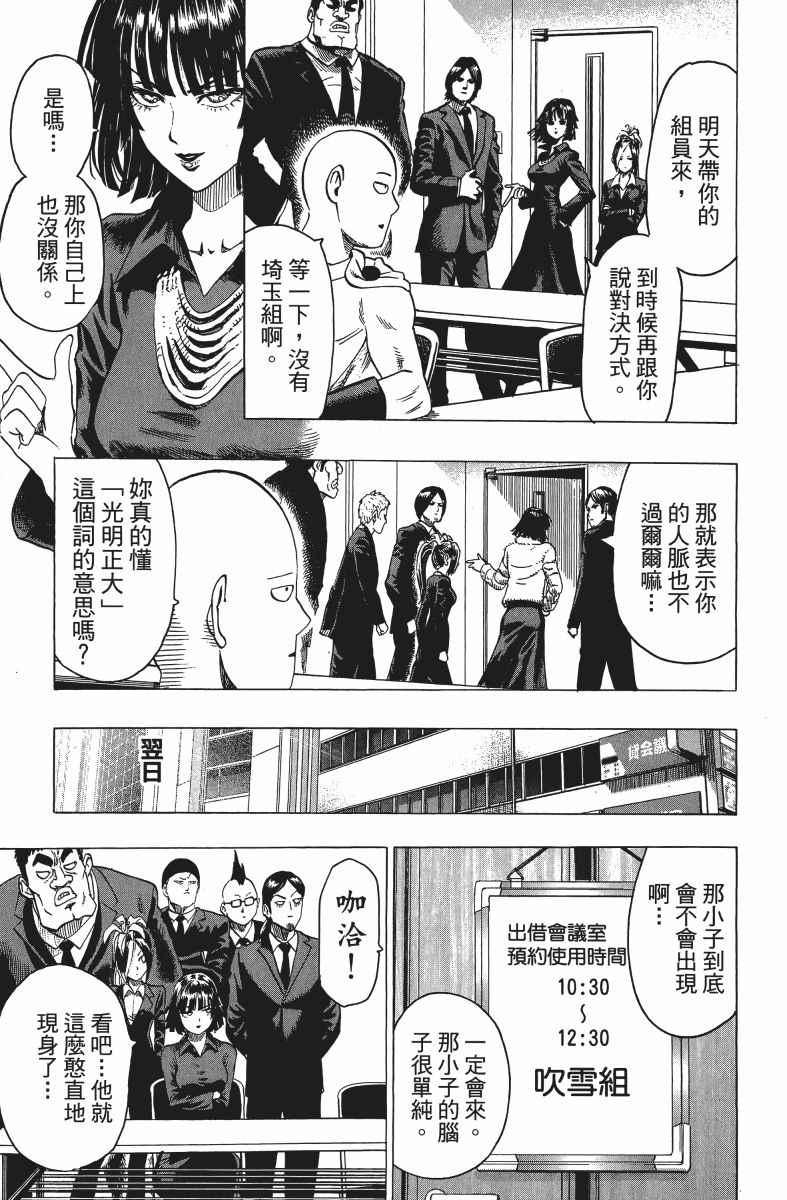 明天帶你的
組員來，
到時候再跟你
說對決方式。
等一下，沒有
埼玉組啊。
是嗎…
那你自己上
也沒關係。
那就表示你
的人脈也不
過爾爾嘛…
妳真的懂
「光明正大」
這個詞的意思嗎？
翌日
貸会議
那小子到底
會不會出現
啊…
出借會議室
預約使用時間
10:30
～
12:30
吹雪組
一定會來。
那小子的腦
子很單純。
咖洽！
看吧…他就
這麼憨直地
現身了…